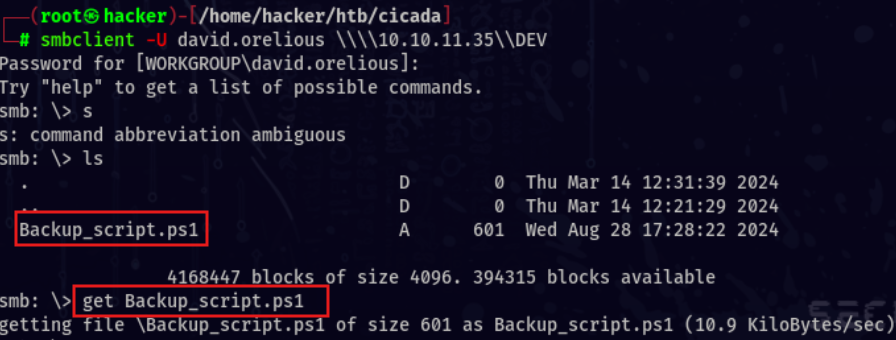 (root㉿hacker)-[/home/hacker/htb/cicada]
# smbclient -U david.orelious \\\\10.10.11.35\\DEV
Password for [WORKGROUP\david.orelious]:
Try "help" to get a list of possible commands.
smb: \> s
s: command abbreviation ambiguous
smb: \> ls
. D 0 Thu Mar 14 12:31:39 2024
.. D 0 Thu Mar 14 12:21:29 2024
Backup_script.ps1 A 601 Wed Aug 28 17:28:22 2024
4168447 blocks of size 4096. 394315 blocks available
smb: \> get Backup_script.ps1
getting file \Backup_script.ps1 of size 601 as Backup_script.ps1 (10.9 KiloBytes/sec)